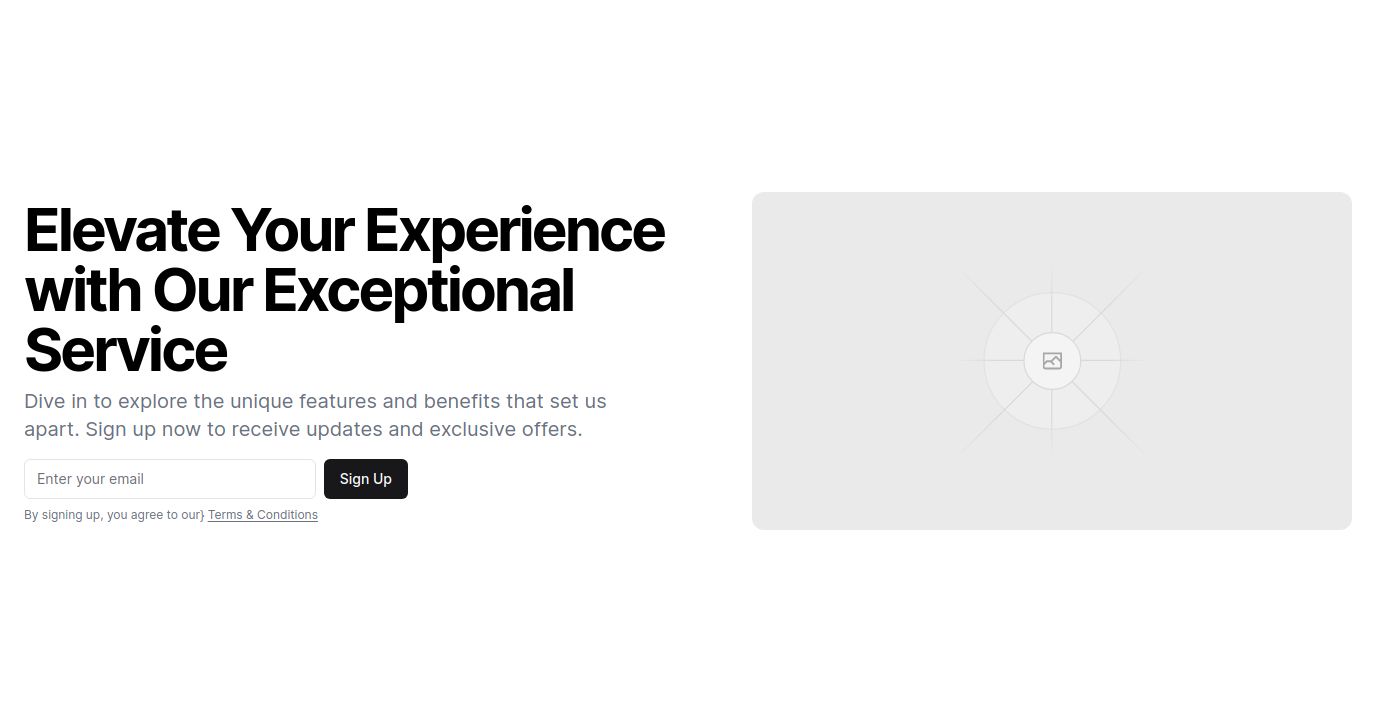 Elevate Your Experience
with Our Exceptional
Service
Dive in to explore the unique features and benefits that set us
apart. Sign up now to receive updates and exclusive offers.
Enter your email
Sign Up
By signing up, you agree to our} Terms & Conditions